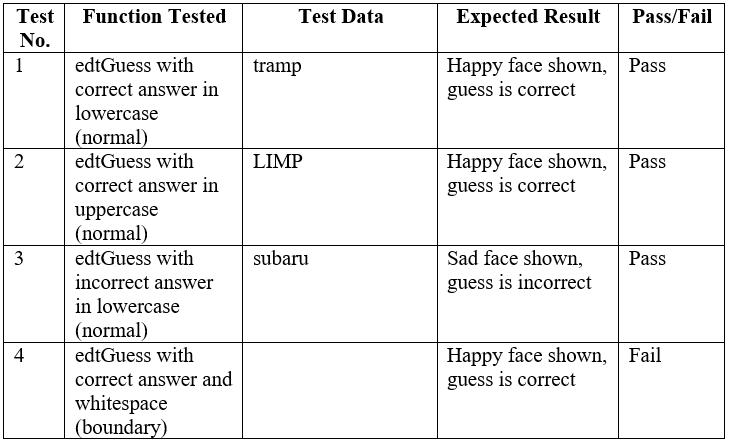 Test No. Function Tested Test Data Expected Result Pass/Fail
1 edtGuess with correct answer in lowercase (normal) tramp Happy face shown, guess is correct Pass
2 edtGuess with correct answer in uppercase (normal) LIMP Happy face shown, guess is correct Pass
3 edtGuess with incorrect answer in lowercase (normal) subaru Sad face shown, guess is incorrect Pass
4 edtGuess with correct answer and whitespace (boundary) Happy face shown, guess is correct Fail